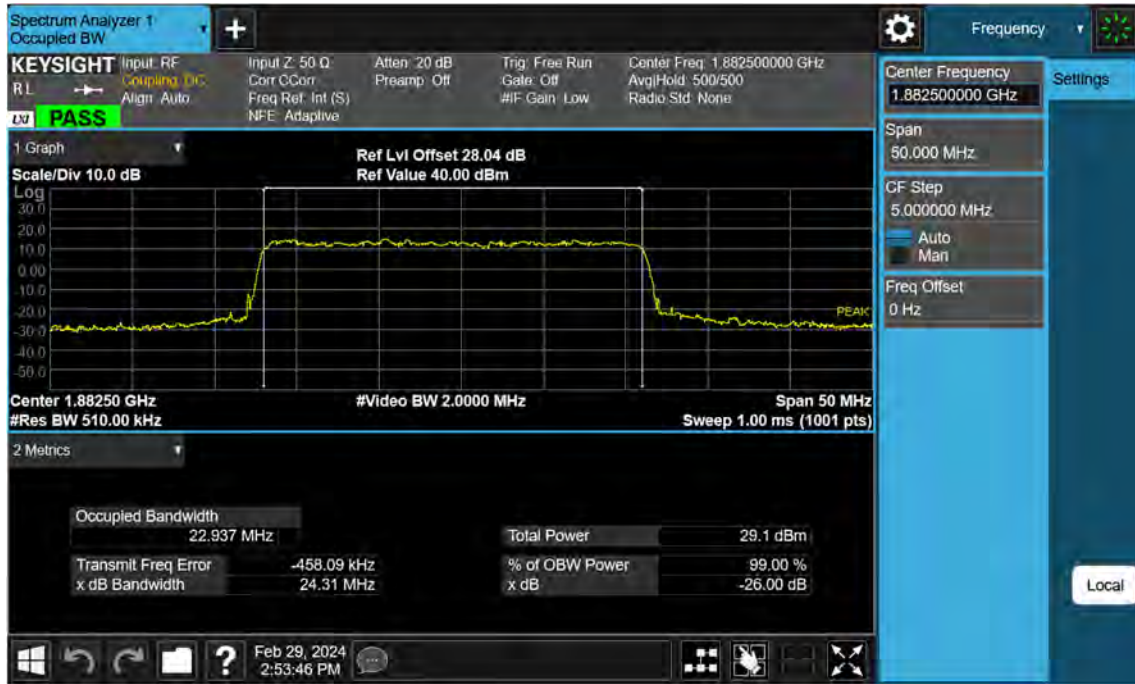 Spectrum Analyzer 1
Occupied BW
+
Frequency
KEYSIGHT
RL
Input: RF
Coupling: DC
Align: Auto
Input Z: 50 Ω
Corr CCorr
Freq Ref: Int (S)
NFE: Adaptive
Atten: 20 dB
Preamp: Off
Trig: Free Run
Gate: Off
#IF Gain: Low
Center Freq: 1.882500000 GHz
Avg|Hold: 500/500
Radio Std: None
LXI PASS
Center Frequency
1.882500000 GHz
Settings
Span
50.000 MHz
CF Step
5.000000 MHz
Auto
Man
Freq Offset
0 Hz
1 Graph
Scale/Div 10.0 dB
Ref Lvl Offset 28.04 dB
Ref Value 40.00 dBm
Log
30.0
20.0
10.0
0.00
-10.0
-20.0
-30.0
-40.0
-50.0
PEAK
Center 1.88250 GHz
#Video BW 2.0000 MHz
Span 50 MHz
#Res BW 510.00 kHz
Sweep 1.00 ms (1001 pts)
2 Metrics
Occupied Bandwidth
22.937 MHz
Total Power 29.1 dBm
Transmit Freq Error -458.09 kHz
% of OBW Power 99.00 %
x dB Bandwidth 24.31 MHz
x dB -26.00 dB
Local
?
Feb 29, 2024
2:53:46 PM